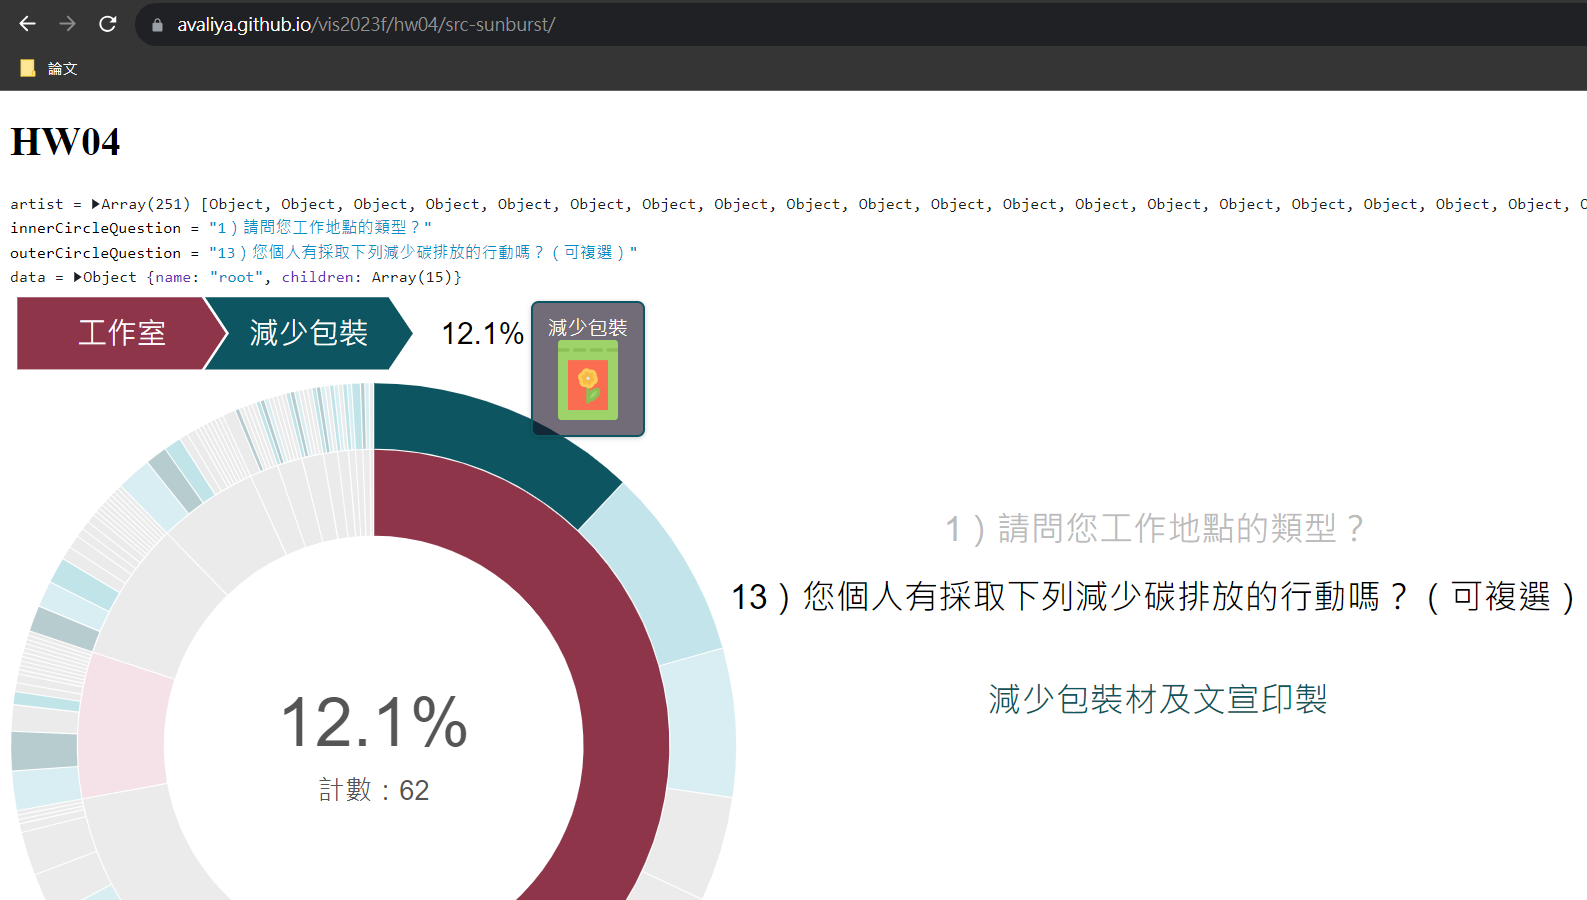 avaliya.github.io/vis2023f/hw04/src-sunburst/
論文
HW04
artist = ▶Array(251) [Object, Object, Object, Object, Object, Object, Object, Object, Object, Object, Object, Object, Object, Object, Object, Object, Object, Object, Object, O
innerCircleQuestion = "1）請問您工作地點的類型？"
outerCircleQuestion = "13）您個人有採取下列減少碳排放的行動嗎？（可複選）"
data = ▶Object {name: "root", children: Array(15)}
工作室 減少包裝 12.1%
減少包裝
1）請問您工作地點的類型？
13）您個人有採取下列減少碳排放的行動嗎？（可複選）
減少包裝材及文宣印製
12.1%
計數：62